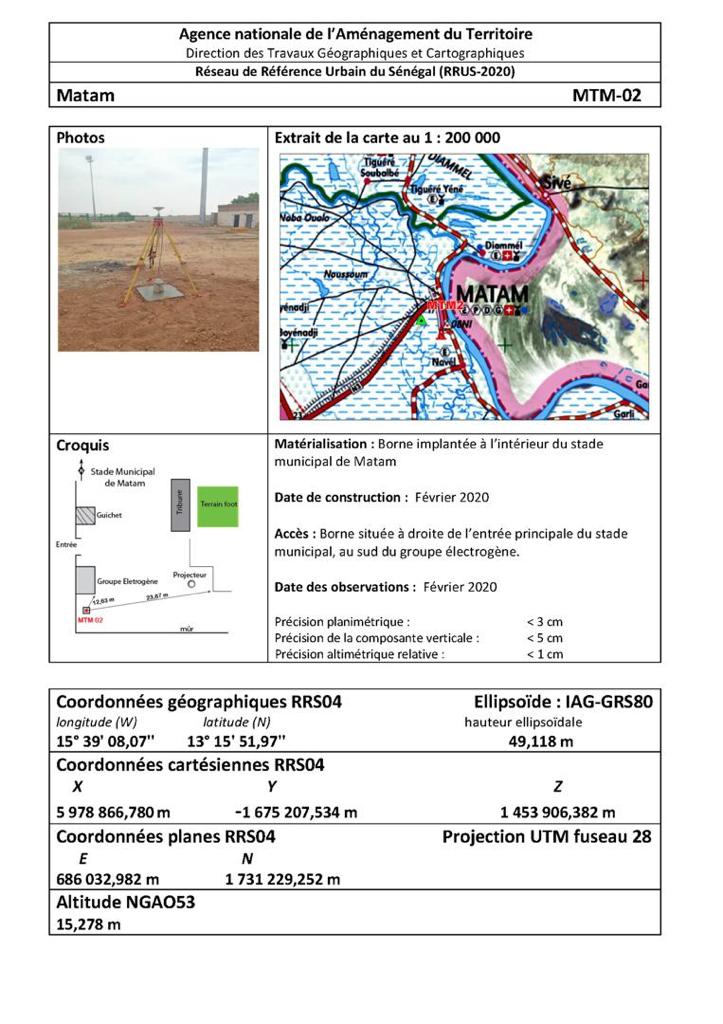 Agence nationale de l'Aménagement du Territoire
Direction des Travaux Géographiques et Cartographiques
Réseau de Référence Urbain du Sénégal (RRUS-2020)
Matam MTM-02
Photos
Extrait de la carte au 1 : 200 000
Tiguéré
Soubalbé
DIAMMEL
Tiguéré Yéné
Sivé
Naba Oualo
Diammél
Noussoum
MATAM
MTM2
Navél
Garli
Croquis
Stade Municipal
de Matam
Tribune
Terrain foot
Guichet
Entrée
Groupe Eletrogène
Projecteur
12,63 m
23,87 m
MTM 02
mûr
Matérialisation : Borne implantée à l'intérieur du stade
municipal de Matam
Date de construction : Février 2020
Accès : Borne située à droite de l'entrée principale du stade
municipal, au sud du groupe électrogène.
Date des observations : Février 2020
Précision planimétrique : < 3 cm
Précision de la composante verticale : < 5 cm
Précision altimétrique relative : < 1 cm
Coordonnées géographiques RRS04 Ellipsoïde : IAG-GRS80
longitude (W) latitude (N) hauteur ellipsoïdale
15° 39' 08,07'' 13° 15' 51,97'' 49,118 m
Coordonnées cartésiennes RRS04
X Y Z
5 978 866,780 m -1 675 207,534 m 1 453 906,382 m
Coordonnées planes RRS04 Projection UTM fuseau 28
E N
686 032,982 m 1 731 229,252 m
Altitude NGAO53
15,278 m